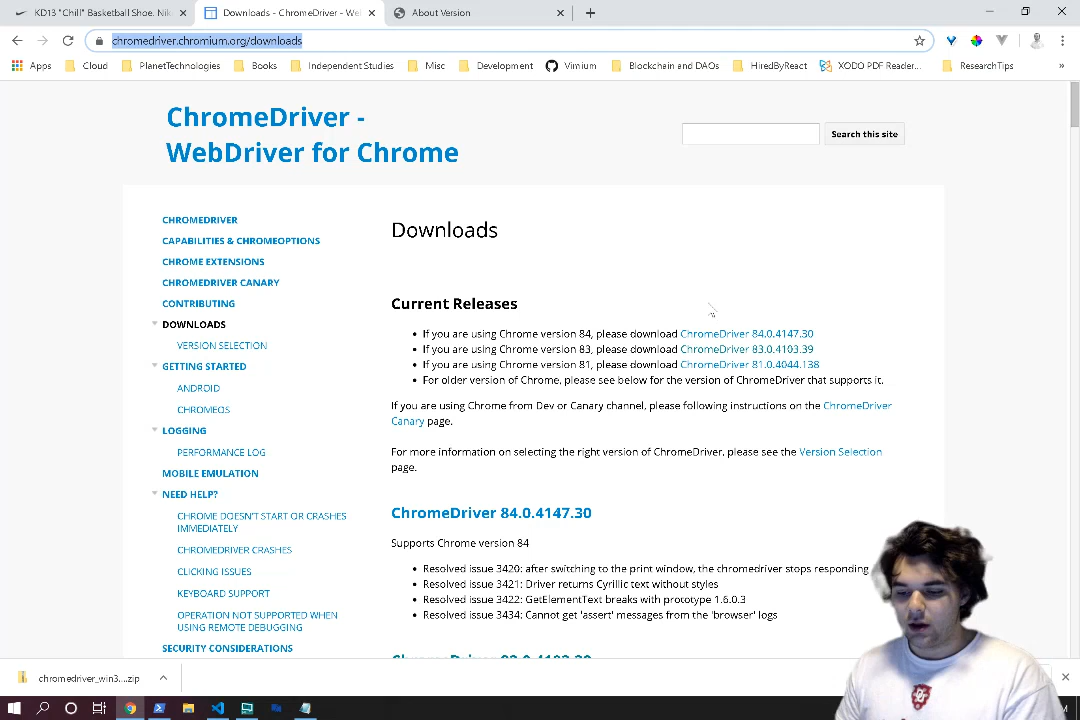 KD13 "Chill" Basketball Shoe. Nik
Downloads - ChromeDriver - We
About Version
chromedriver.chromium.org/downloads
Apps
Cloud
PlanetTechnologies
Books
Independent Studies
Misc
Development
Vimium
Blockchain and DAOs
HiredByReact
XODO PDF Reader...
ResearchTips
»
ChromeDriver -
WebDriver for Chrome
Search this site
CHROMEDRIVER
CAPABILITIES & CHROMEOPTIONS
CHROME EXTENSIONS
CHROMEDRIVER CANARY
CONTRIBUTING
DOWNLOADS
VERSION SELECTION
GETTING STARTED
ANDROID
CHROMEOS
LOGGING
PERFORMANCE LOG
MOBILE EMULATION
NEED HELP?
CHROME DOESN'T START OR CRASHES
IMMEDIATELY
CHROMEDRIVER CRASHES
CLICKING ISSUES
KEYBOARD SUPPORT
OPERATION NOT SUPPORTED WHEN
USING REMOTE DEBUGGING
SECURITY CONSIDERATIONS
Downloads
Current Releases
• If you are using Chrome version 84, please download ChromeDriver 84.0.4147.30
• If you are using Chrome version 83, please download ChromeDriver 83.0.4103.39
• If you are using Chrome version 81, please download ChromeDriver 81.0.4044.138
• For older version of Chrome, please see below for the version of ChromeDriver that supports it.
If you are using Chrome from Dev or Canary channel, please following instructions on the ChromeDriver
Canary page.
For more information on selecting the right version of ChromeDriver, please see the Version Selection
page.
ChromeDriver 84.0.4147.30
Supports Chrome version 84
• Resolved issue 3420: after switching to the print window, the chromedriver stops responding
• Resolved issue 3421: Driver returns Cyrillic text without styles
• Resolved issue 3422: GetElementText breaks with prototype 1.6.0.3
• Resolved issue 3434: Cannot get 'assert' messages from the 'browser' logs
ChromeDriver 83.0.4103.39
chromedriver_win3....zip